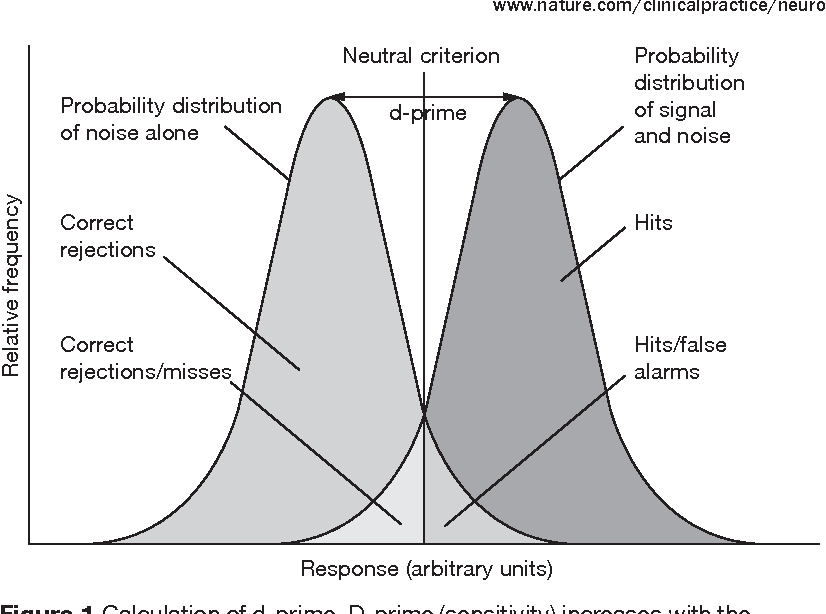 www.nature.com/clinicalpractice/neuro
Neutral criterion
Probability
distribution
of signal
and noise
d-prime
Probability distribution
of noise alone
Correct
rejections
Hits
Correct
rejections/misses
Hits/false
alarms
Relative frequency
Response (arbitrary units)
Figure 1 Calculation of d-prime. D-prime (sensitivity) increases with the